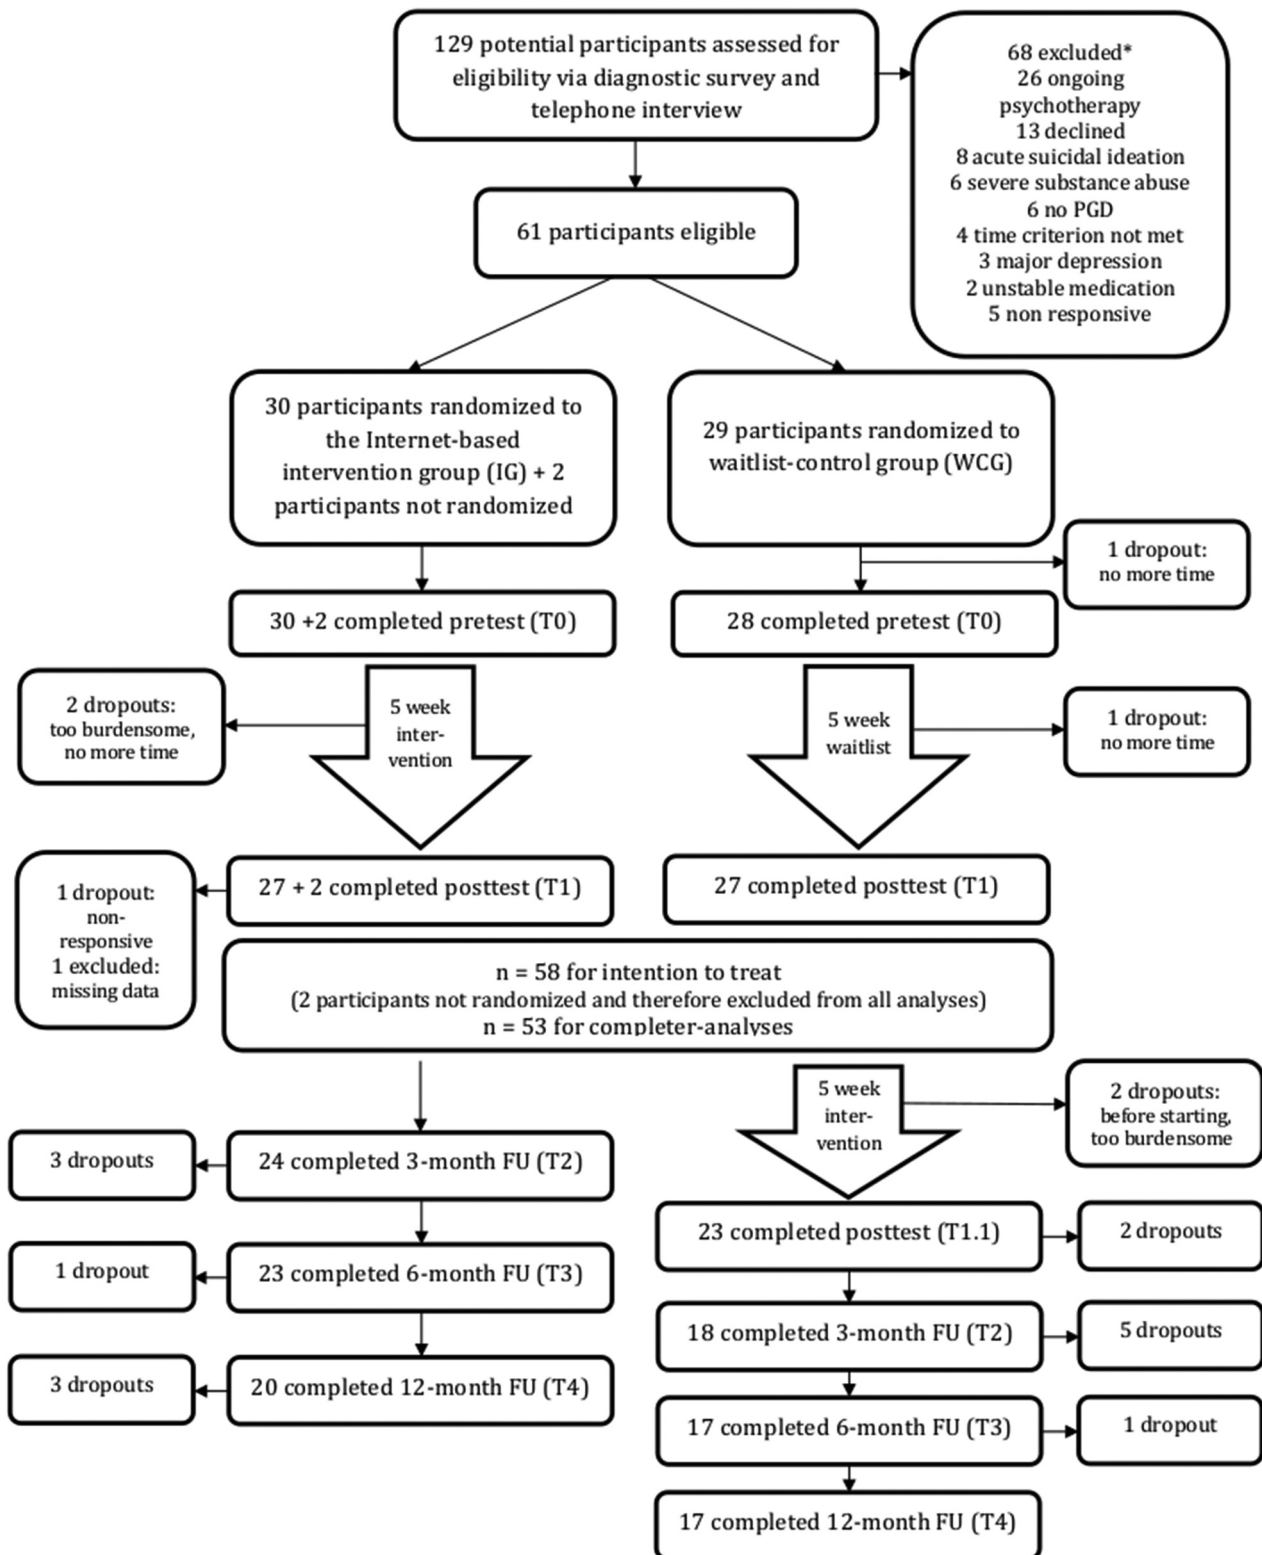 129 potential participants assessed for
eligibility via diagnostic survey and
telephone interview
68 excluded*
26 ongoing
psychotherapy
13 declined
8 acute suicidal ideation
6 severe substance abuse
6 no PGD
4 time criterion not met
3 major depression
2 unstable medication
5 non responsive
61 participants eligible
30 participants randomized to
the Internet-based
intervention group (IG) + 2
participants not randomized
29 participants randomized to
waitlist-control group (WCG)
1 dropout:
no more time
30 +2 completed pretest (T0)
28 completed pretest (T0)
2 dropouts:
too burdensome,
no more time
5 week
inter-
vention
5 week
waitlist
1 dropout:
no more time
1 dropout:
non-
responsive
1 excluded:
missing data
27 + 2 completed posttest (T1)
27 completed posttest (T1)
n = 58 for intention to treat
(2 participants not randomized and therefore excluded from all analyses)
n = 53 for completer-analyses
5 week
inter-
vention
2 dropouts:
before starting,
too burdensome
3 dropouts
24 completed 3-month FU (T2)
23 completed posttest (T1.1)
2 dropouts
1 dropout
23 completed 6-month FU (T3)
18 completed 3-month FU (T2)
5 dropouts
3 dropouts
20 completed 12-month FU (T4)
17 completed 6-month FU (T3)
1 dropout
17 completed 12-month FU (T4)